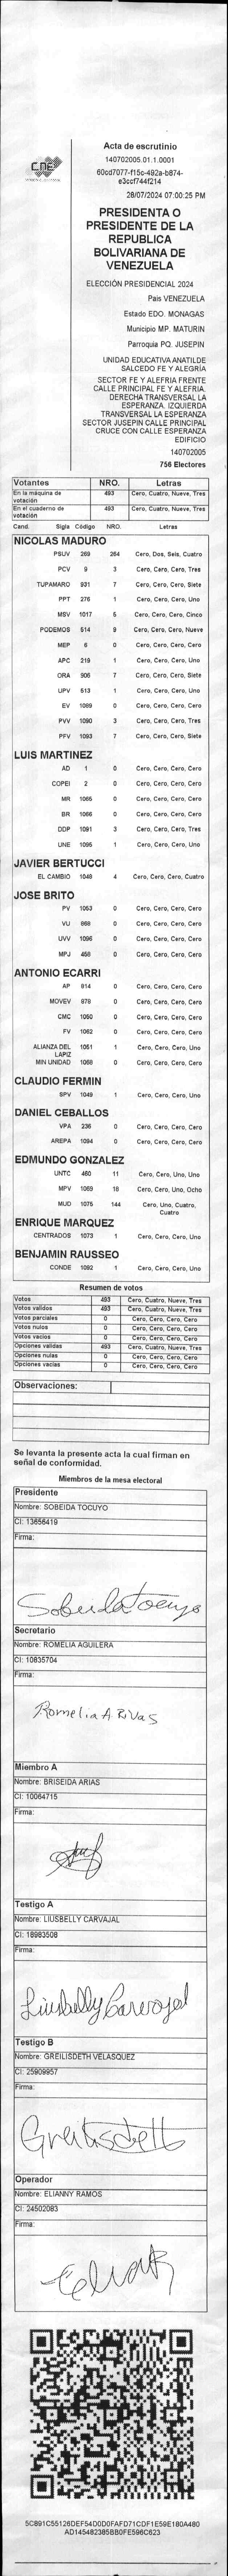 CNE
Acta de escrutinio
140702005.01.1.0001
60cd7077-f15c-492a-b874-
e3ccf744f214
28/07/2024 07:00:25 PM
PRESIDENTA O
PRESIDENTE DE LA
REPUBLICA
BOLIVARIANA DE
VENEZUELA
ELECCIÓN PRESIDENCIAL 2024
Pais VENEZUELA
Estado EDO. MONAGAS
Municipio MP. MATURIN
Parroquia PQ. JUSEPIN
UNIDAD EDUCATIVA ANATILDE
SALCEDO FE Y ALEGRÍA
SECTOR FE Y ALEFRIA FRENTE
CALLE PRINCIPAL FE Y ALEFRIA.
DERECHA TRANSVERSAL LA
ESPERANZA. IZQUIERDA
TRANSVERSAL LA ESPERANZA
SECTOR JUSEPIN CALLE PRINCIPAL
CRUCE CON CALLE ESPERANZA
EDIFICIO
140702005
756 Electores
Votantes NRO. Letras
En la máquina de votación 493 Cero, Cuatro, Nueve, Tres
En el cuaderno de votación 493 Cero, Cuatro, Nueve, Tres
Cand. Sigla Código NRO. Letras
NICOLAS MADURO
PSUV 269 264 Cero, Dos, Seis, Cuatro
PCV 9 3 Cero, Cero, Cero, Tres
TUPAMARO 931 7 Cero, Cero, Cero, Siete
PPT 276 1 Cero, Cero, Cero, Uno
MSV 1017 5 Cero, Cero, Cero, Cinco
PODEMOS 514 9 Cero, Cero, Cero, Nueve
MEP 6 0 Cero, Cero, Cero, Cero
APC 219 1 Cero, Cero, Cero, Uno
ORA 906 7 Cero, Cero, Cero, Siete
UPV 513 1 Cero, Cero, Cero, Uno
EV 1089 0 Cero, Cero, Cero, Cero
PVV 1090 3 Cero, Cero, Cero, Tres
PFV 1093 7 Cero, Cero, Cero, Siete
LUIS MARTINEZ
AD 1 0 Cero, Cero, Cero, Cero
COPEI 2 0 Cero, Cero, Cero, Cero
MR 1065 0 Cero, Cero, Cero, Cero
BR 1066 0 Cero, Cero, Cero, Cero
DDP 1091 3 Cero, Cero, Cero, Tres
UNE 1095 1 Cero, Cero, Cero, Uno
JAVIER BERTUCCI
EL CAMBIO 1048 4 Cero, Cero, Cero, Cuatro
JOSE BRITO
PV 1053 0 Cero, Cero, Cero, Cero
VU 868 0 Cero, Cero, Cero, Cero
UVV 1096 0 Cero, Cero, Cero, Cero
MPJ 458 0 Cero, Cero, Cero, Cero
ANTONIO ECARRI
AP 814 0 Cero, Cero, Cero, Cero
MOVEV 878 0 Cero, Cero, Cero, Cero
CMC 1050 0 Cero, Cero, Cero, Cero
FV 1062 0 Cero, Cero, Cero, Cero
ALIANZA DEL LAPIZ 1051 1 Cero, Cero, Cero, Uno
MIN UNIDAD 1058 0 Cero, Cero, Cero, Cero
CLAUDIO FERMIN
SPV 1049 1 Cero, Cero, Cero, Uno
DANIEL CEBALLOS
VPA 236 0 Cero, Cero, Cero, Cero
AREPA 1094 0 Cero, Cero, Cero, Cero
EDMUNDO GONZALEZ
UNTC 460 11 Cero, Cero, Uno, Uno
MPV 1069 18 Cero, Cero, Uno, Ocho
MUD 1075 144 Cero, Uno, Cuatro, Cuatro
ENRIQUE MARQUEZ
CENTRADOS 1073 1 Cero, Cero, Cero, Uno
BENJAMIN RAUSSEO
CONDE 1092 1 Cero, Cero, Cero, Uno
Resumen de votos
Votos 493 Cero, Cuatro, Nueve, Tres
Votos validos 493 Cero, Cuatro, Nueve, Tres
Votos parciales 0 Cero, Cero, Cero, Cero
Votos nulos 0 Cero, Cero, Cero, Cero
Votos vacios 0 Cero, Cero, Cero, Cero
Opciones validas 493 Cero, Cuatro, Nueve, Tres
Opciones nulas 0 Cero, Cero, Cero, Cero
Opciones vacias 0 Cero, Cero, Cero, Cero
Observaciones:
Se levanta la presente acta la cual firman en
señal de conformidad.
Miembros de la mesa electoral
Presidente
Nombre: SOBEIDA TOCUYO
CI: 13656419
Firma:
Sobeida Tocuyo
Secretario
Nombre: ROMELIA AGUILERA
CI: 10835704
Firma:
Romelia A. Rivas
Miembro A
Nombre: BRISEIDA ARIAS
CI: 10064715
Firma:
Testigo A
Nombre: LIUSBELLY CARVAJAL
CI: 18983508
Firma:
Liusbelly Carvajal
Testigo B
Nombre: GREILISDETH VELASQUEZ
CI: 25909957
Firma:
Greilisdeth
Operador
Nombre: ELIANNY RAMOS
CI: 24502083
Firma:
5C891C55126DEF54D0D0FAFD71CDF1E59E180A480
AD145482385BB0FE596C623